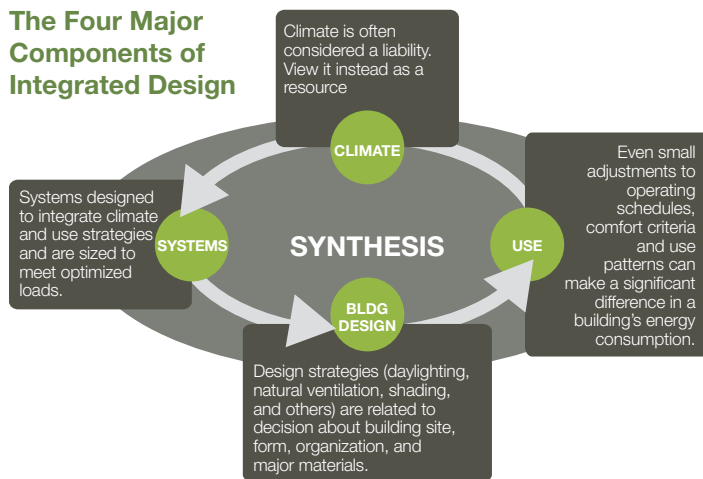 The Four Major
Components of
Integrated Design
Climate is often
considered a liability.
View it instead as a
resource
CLIMATE
Even small
adjustments to
operating
schedules,
comfort criteria
and use
patterns can
make a significant
difference in a
building's energy
consumption.
Systems designed
to integrate climate
and use strategies
and are sized to
meet optimized
loads.
SYSTEMS
SYNTHESIS
USE
BLDG
DESIGN
Design strategies (daylighting,
natural ventilation, shading,
and others) are related to
decision about building site,
form, organization, and
major materials.